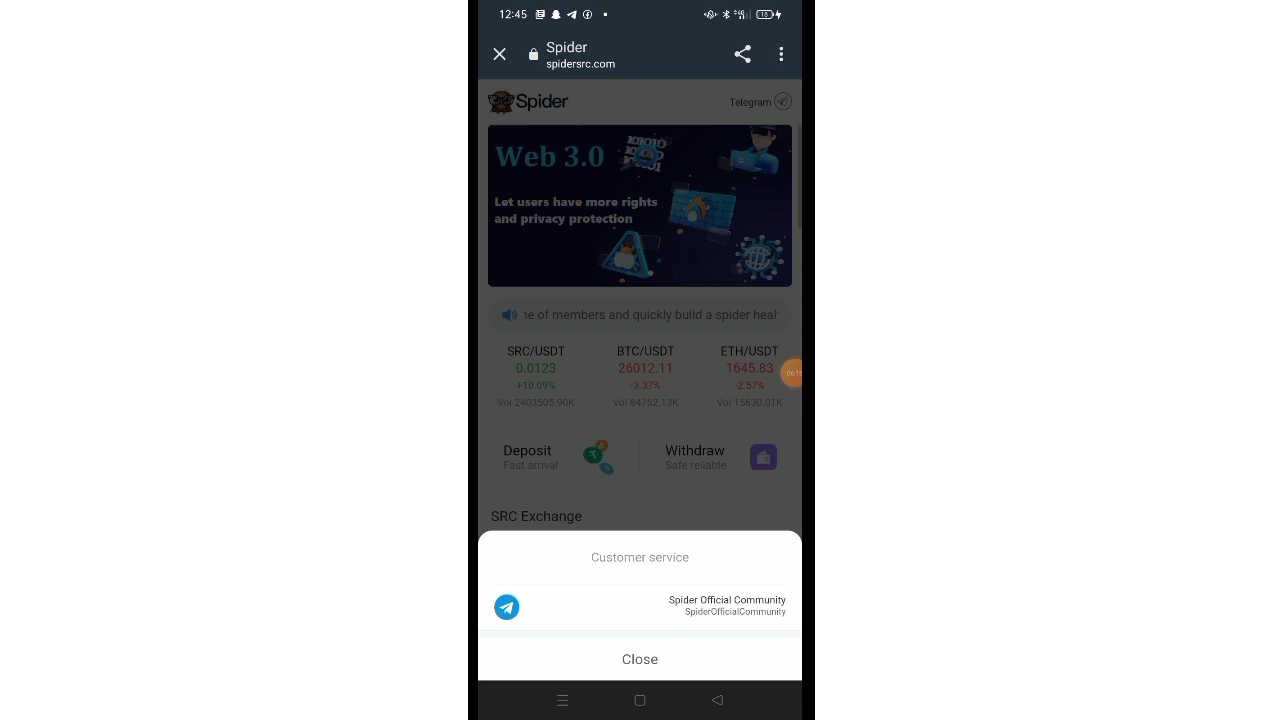 12:45
18
Spider
spidersrc.com
Spider
Telegram
Web 3.0
Let users have more rights
and privacy protection
of members and quickly build a spider
SRC/USDT BTC/USDT ETH/USDT
0.0123 26012.11 1645.83
+10.09% -3.37% -2.57%
Vol 2403505.90K Vol 84762.13K Vol 15630.01K
Deposit Withdraw
Fast arrival Safe reliable
SRC Exchange
Customer service
Spider Official Community
SpiderOfficialCommunity
Close